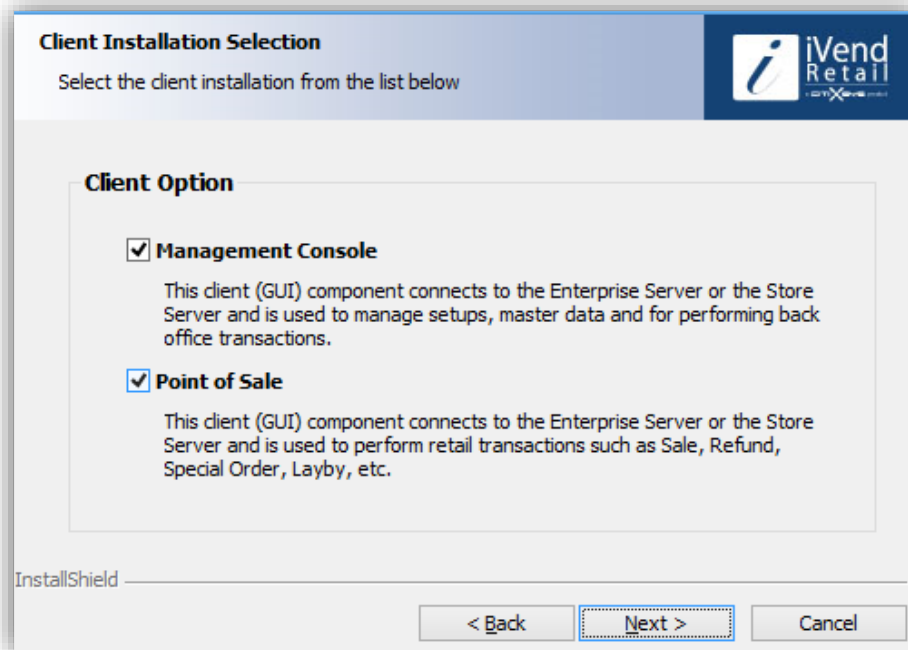 Client Installation Selection
Select the client installation from the list below
iVend
Retail
Client Option
Management Console
This client (GUI) component connects to the Enterprise Server or the Store
Server and is used to manage setups, master data and for performing back
office transactions.
Point of Sale
This client (GUI) component connects to the Enterprise Server or the Store
Server and is used to perform retail transactions such as Sale, Refund,
Special Order, Layby, etc.
InstallShield
< Back
Next >
Cancel